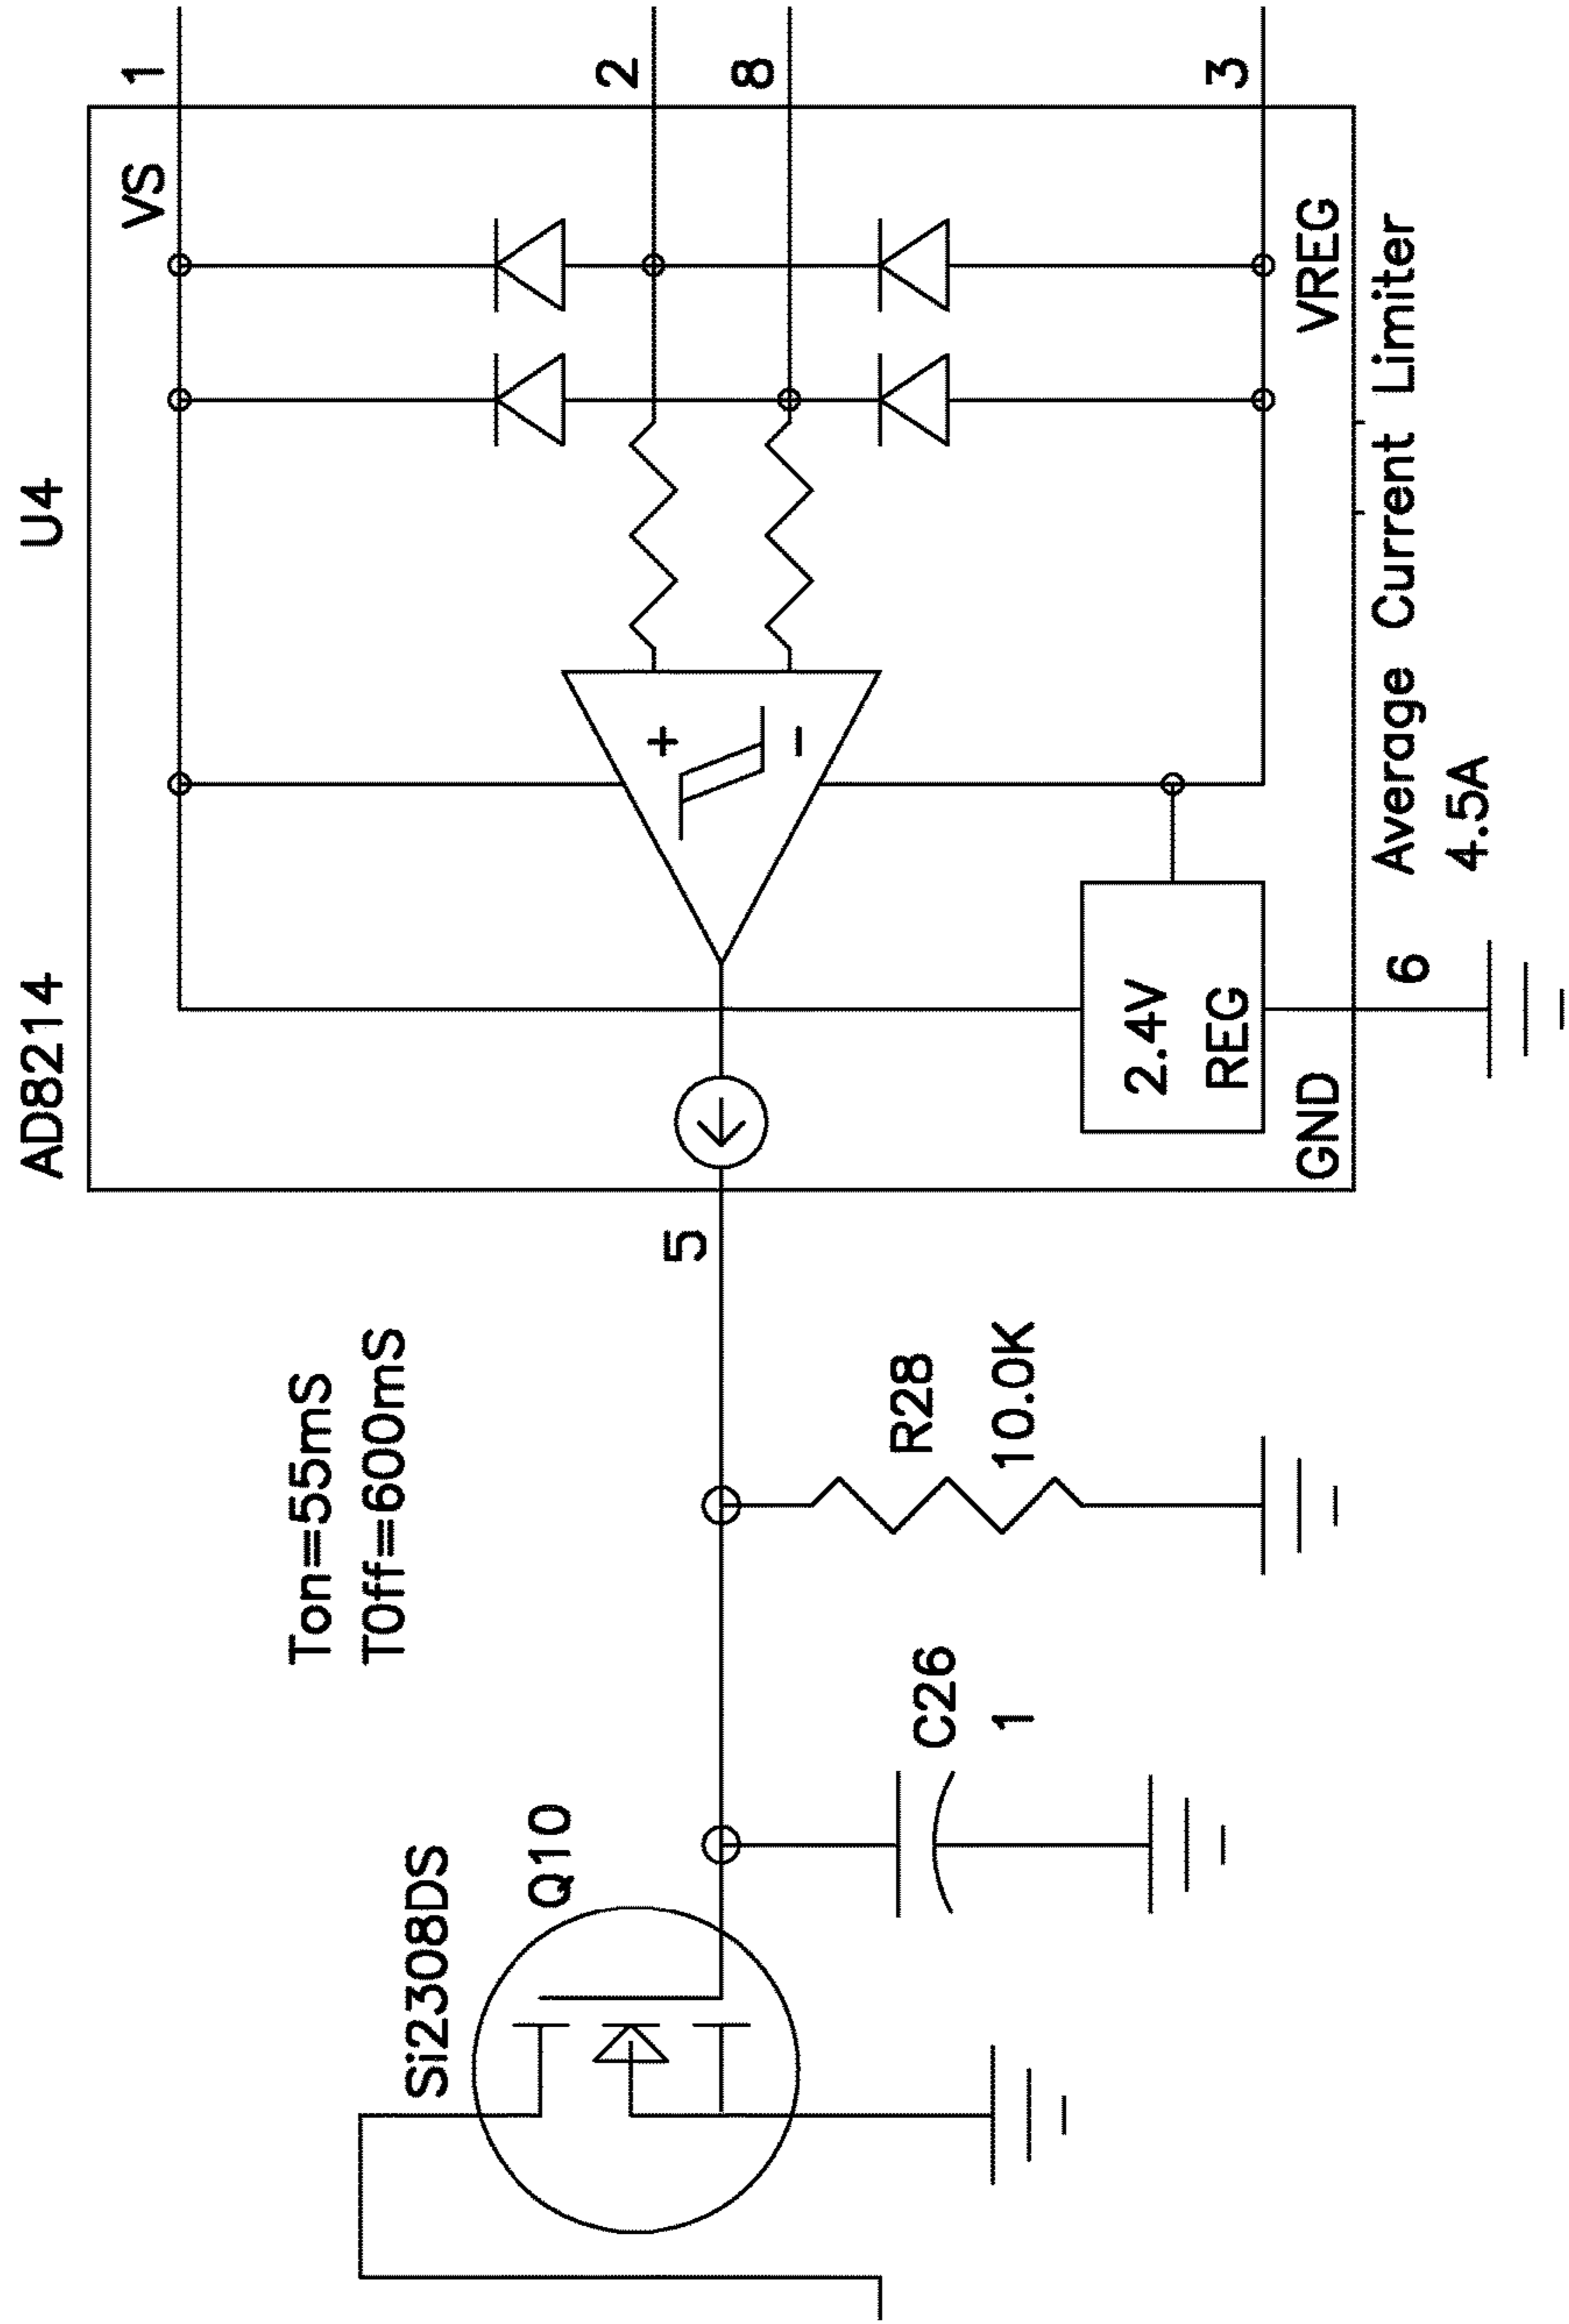 AD8214
U4
1
VS
2
8
3
VREG
+
−
2.4V
REG
GND
6
Average Current Limiter
4.5A
5
Ton=55mS
TOff=600mS
R28
10.0K
C26
1
Si2308DS
Q10